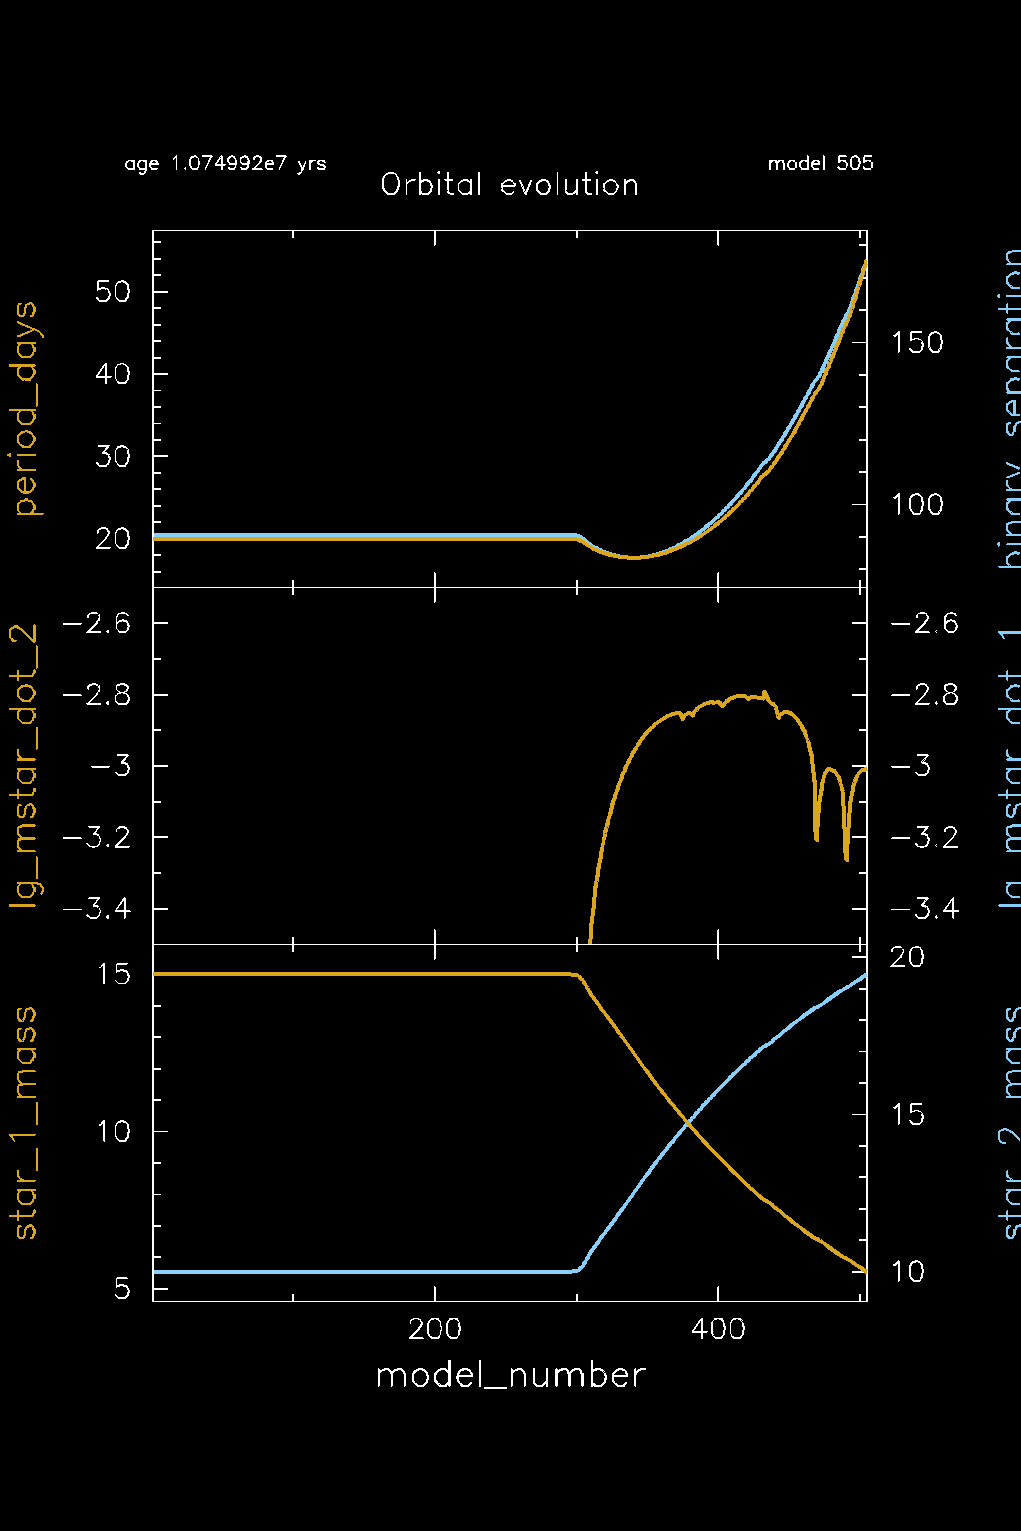 age 1.074992e7 yrs
model 505
Orbital evolution
period_days
50
40
30
20
150
100
binary_separation
lg_mstar_dot_2
−2.6
−2.8
−3
−3.2
−3.4
−2.6
−2.8
−3
−3.2
−3.4
lg_mstar_dot_1
star_1_mass
15
10
5
20
15
10
star_2_mass
200
400
model_number